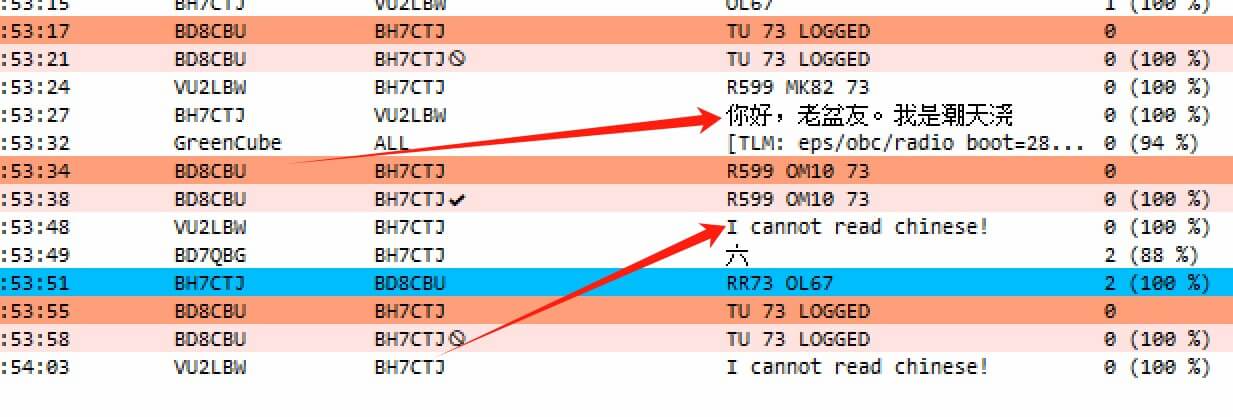 :53:15 BH7CTJ VU2LBW OL67 1 (100 %)
:53:17 BD8CBU BH7CTJ TU 73 LOGGED 0
:53:21 BD8CBU BH7CTJ TU 73 LOGGED 0 (100 %)
:53:24 VU2LBW BH7CTJ R599 MK82 73 0 (100 %)
:53:27 BH7CTJ VU2LBW 你好，老盆友。我是潮天浇 0 (100 %)
:53:32 GreenCube ALL [TLM: eps/obc/radio boot=28... 0 (94 %)
:53:34 BD8CBU BH7CTJ R599 OM10 73 0
:53:38 BD8CBU BH7CTJ✔ R599 OM10 73 0 (100 %)
:53:48 VU2LBW BH7CTJ I cannot read chinese! 0 (100 %)
:53:49 BD7QBG BH7CTJ 六 2 (88 %)
:53:51 BH7CTJ BD8CBU RR73 OL67 2 (100 %)
:53:55 BD8CBU BH7CTJ TU 73 LOGGED 0
:53:58 BD8CBU BH7CTJ TU 73 LOGGED 0 (100 %)
:54:03 VU2LBW BH7CTJ I cannot read chinese! 0 (100 %)